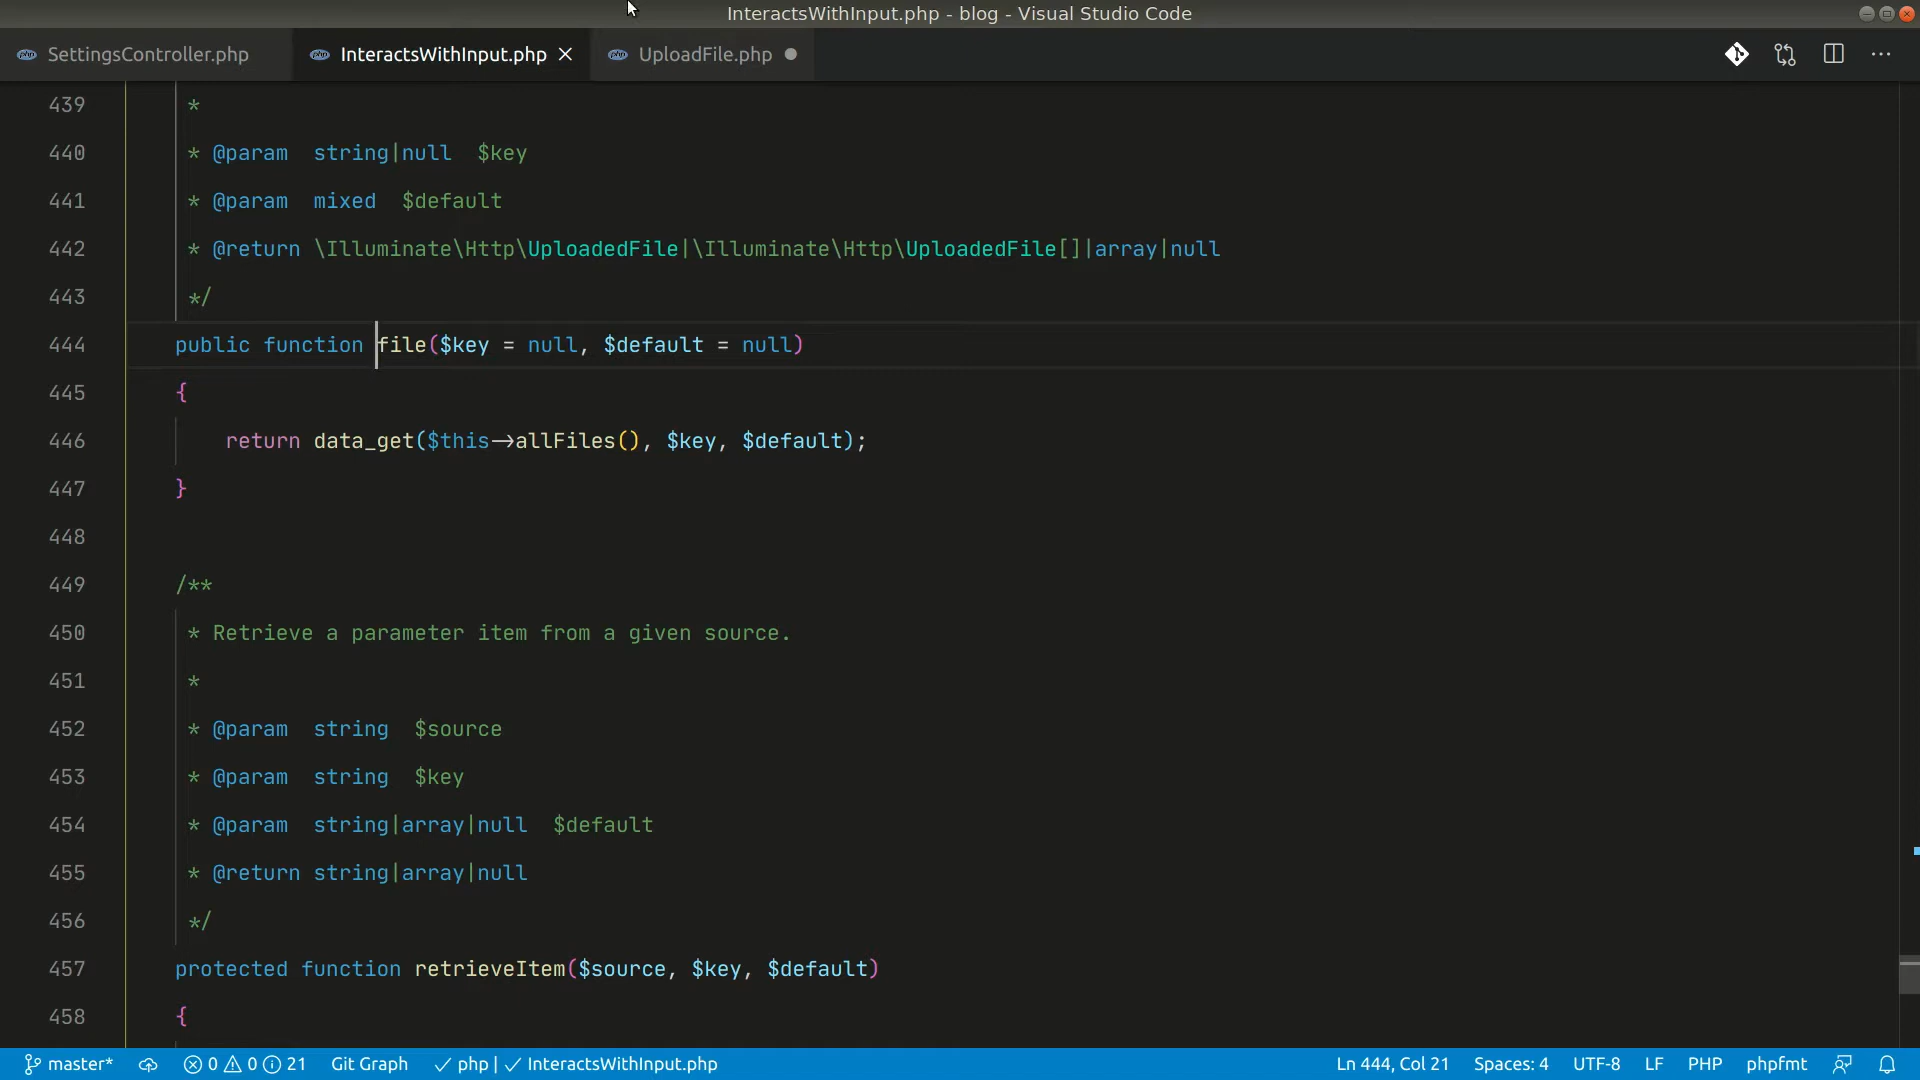 InteractsWithInput.php - blog - Visual Studio Code
SettingsController.php InteractsWithInput.php UploadFile.php
439 *
440 * @param string|null $key
441 * @param mixed $default
442 * @return \Illuminate\Http\UploadedFile|\Illuminate\Http\UploadedFile[]|array|null
443 */
444 public function file($key = null, $default = null)
445 {
446 return data_get($this->allFiles(), $key, $default);
447 }
448
449 /**
450 * Retrieve a parameter item from a given source.
451 *
452 * @param string $source
453 * @param string $key
454 * @param string|array|null $default
455 * @return string|array|null
456 */
457 protected function retrieveItem($source, $key, $default)
458 {
master* 0 0 21 Git Graph ✓ php | ✓ InteractsWithInput.php Ln 444, Col 21 Spaces: 4 UTF-8 LF PHP phpfmt